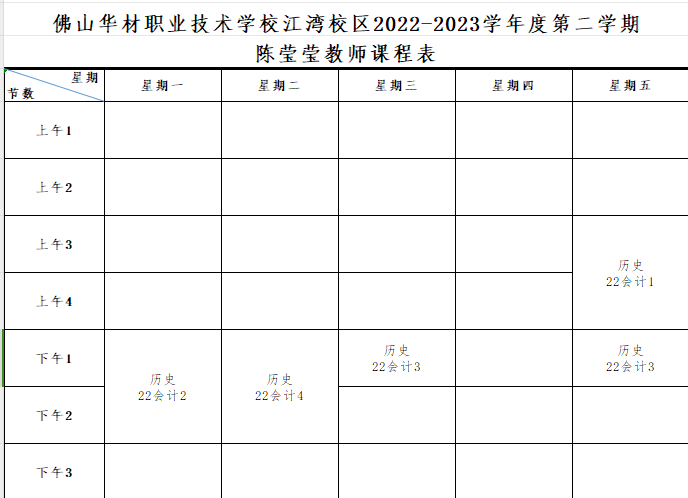 佛山华材职业技术学校江湾校区2022-2023学年度第二学期
陈莹莹教师课程表
星期
节数
星期一
星期二
星期三
星期四
星期五
上午1
上午2
上午3
历史
22会计1
上午4
下午1
历史
22会计2
历史
22会计4
历史
22会计3
历史
22会计3
下午2
下午3